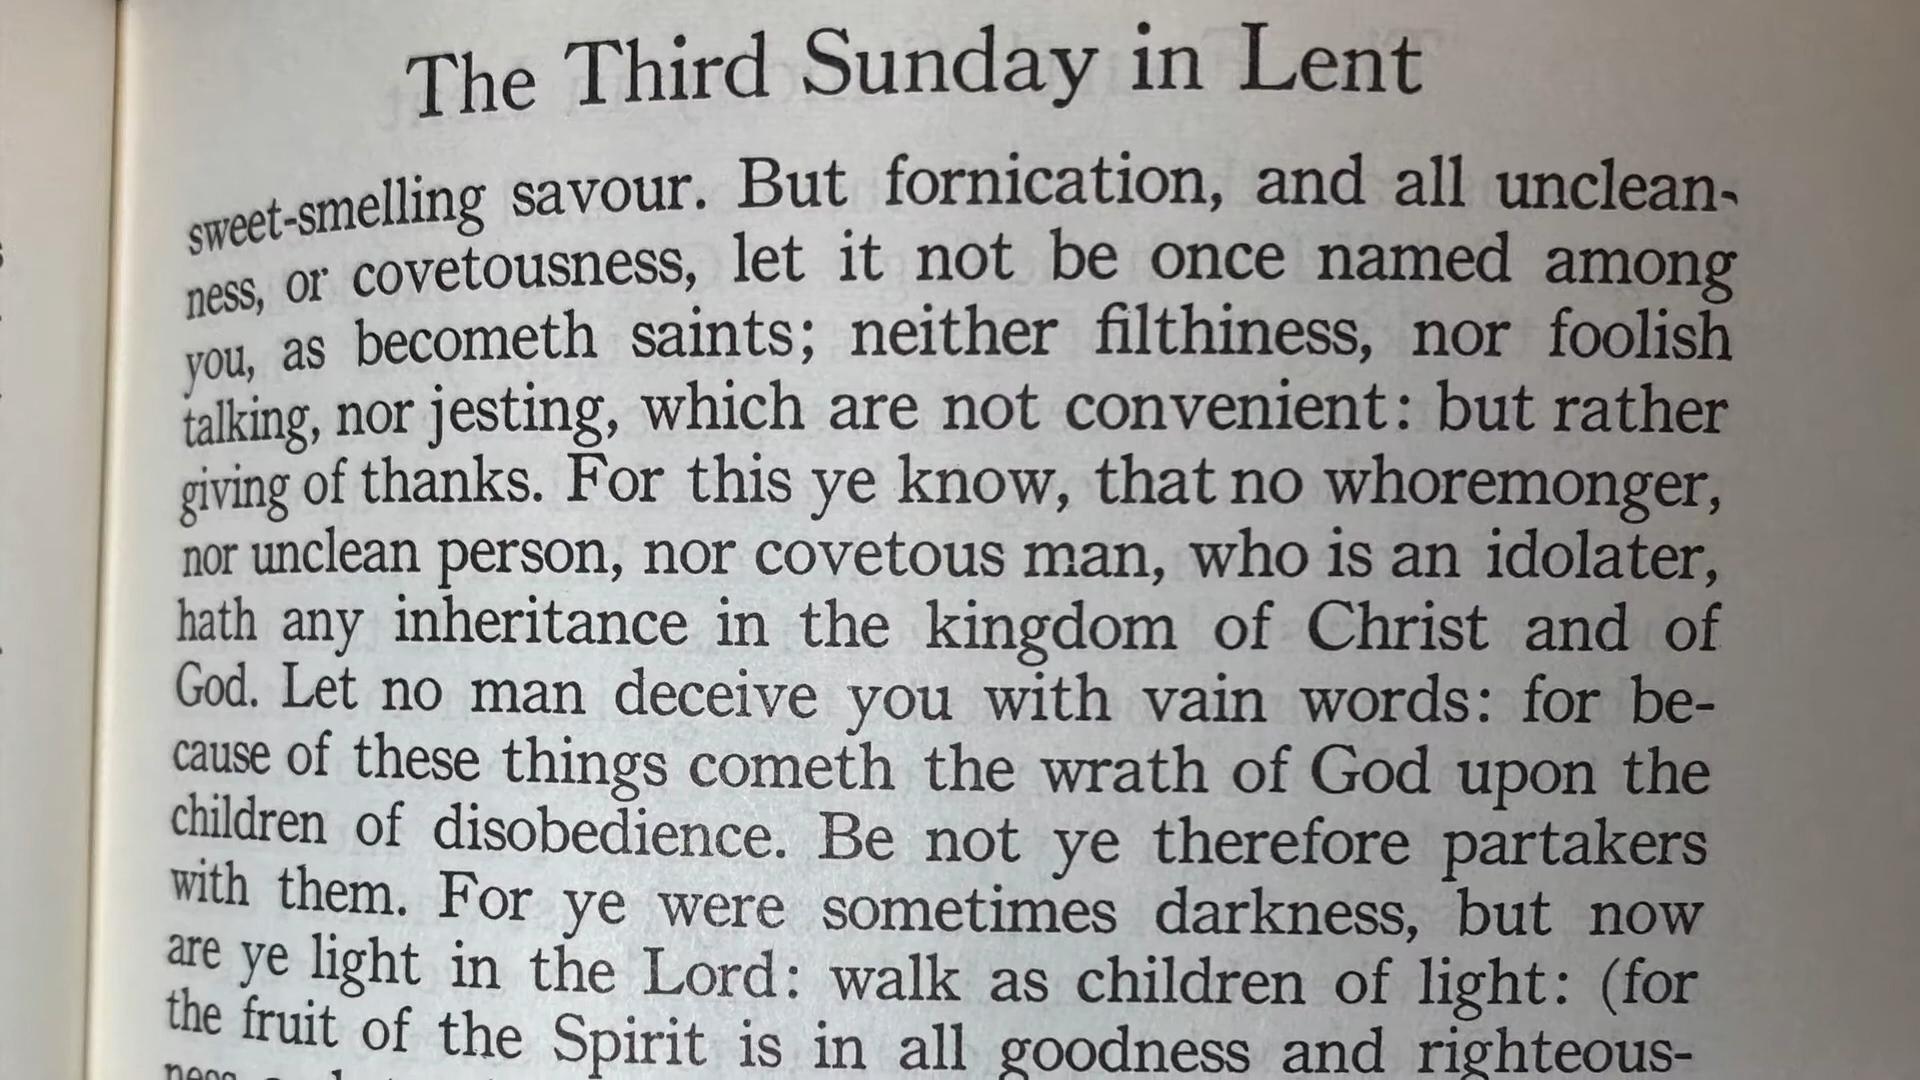 The Third Sunday in Lent
sweet-smelling savour. But fornication, and all unclean-
ness, or covetousness, let it not be once named among
you, as becometh saints; neither filthiness, nor foolish
talking, nor jesting, which are not convenient: but rather
giving of thanks. For this ye know, that no whoremonger,
nor unclean person, nor covetous man, who is an idolater,
hath any inheritance in the kingdom of Christ and of
God. Let no man deceive you with vain words: for be-
cause of these things cometh the wrath of God upon the
children of disobedience. Be not ye therefore partakers
with them. For ye were sometimes darkness, but now
are ye light in the Lord: walk as children of light: (for
the fruit of the Spirit is in all goodness and righteous-